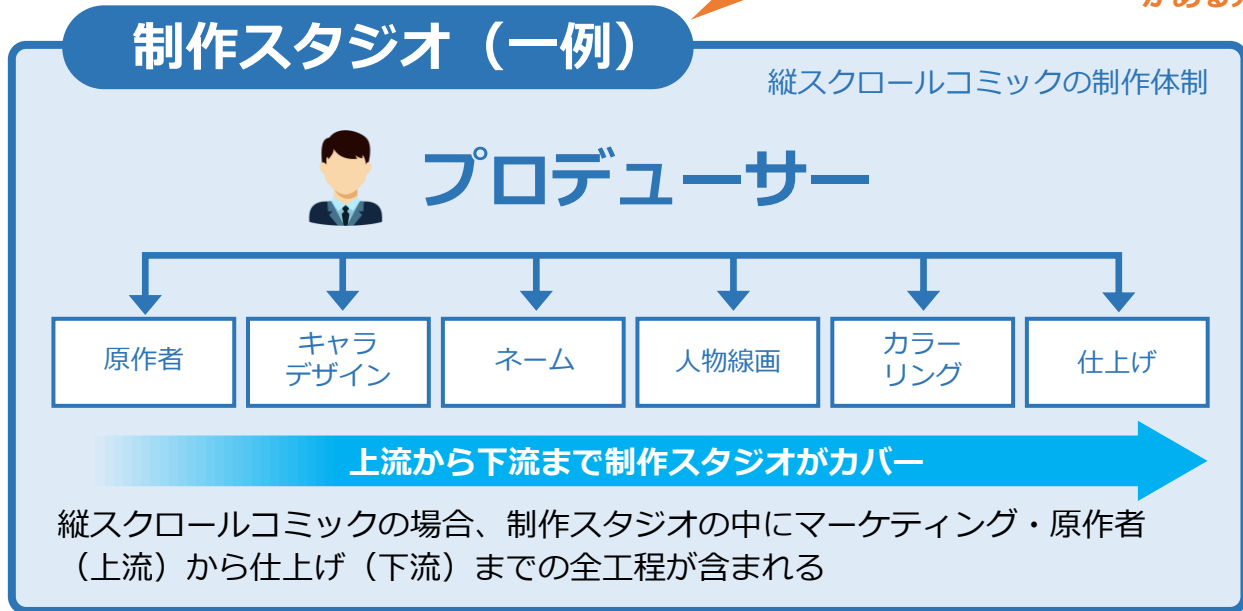 がある
制作スタジオ（一例）
縦スクロールコミックの制作体制
プロデューサー
原作者
キャラ
デザイン
ネーム
人物線画
カラー
リング
仕上げ
上流から下流まで制作スタジオがカバー
縦スクロールコミックの場合、制作スタジオの中にマーケティング・原作者
（上流）から仕上げ（下流）までの全工程が含まれる